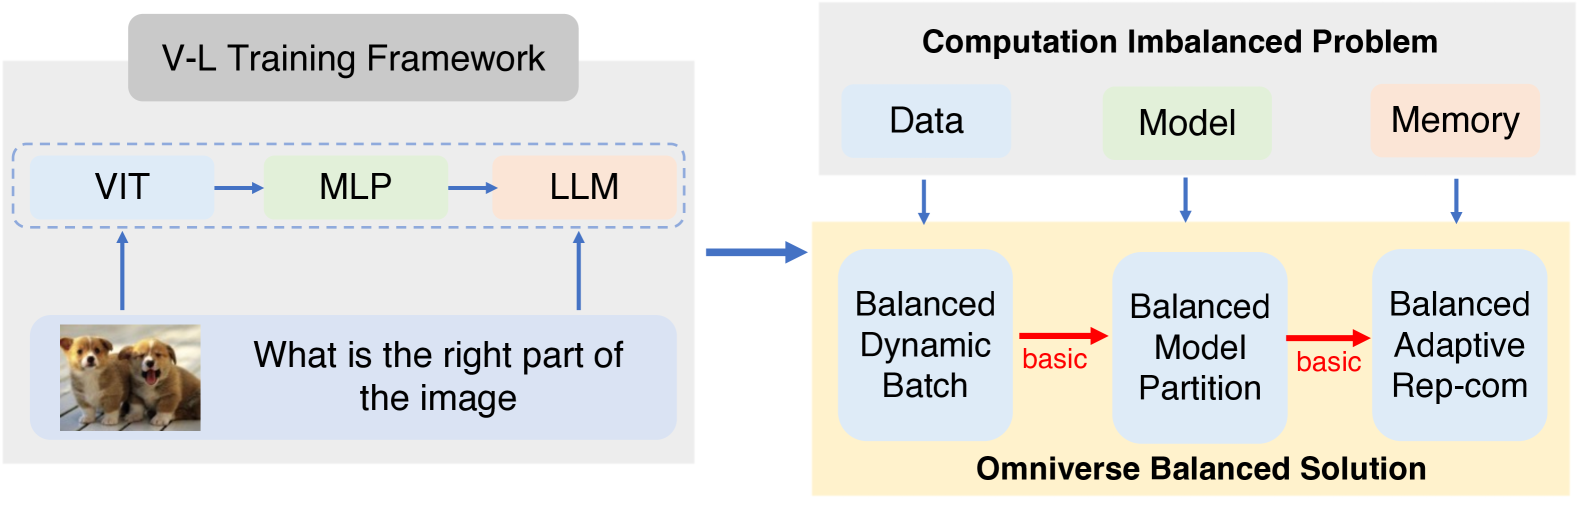 V-L Training Framework
VIT
MLP
LLM
What is the right part of
the image
Computation Imbalanced Problem
Data
Model
Memory
Balanced
Dynamic
Batch
basic
Balanced
Model
Partition
basic
Balanced
Adaptive
Rep-com
Omniverse Balanced Solution